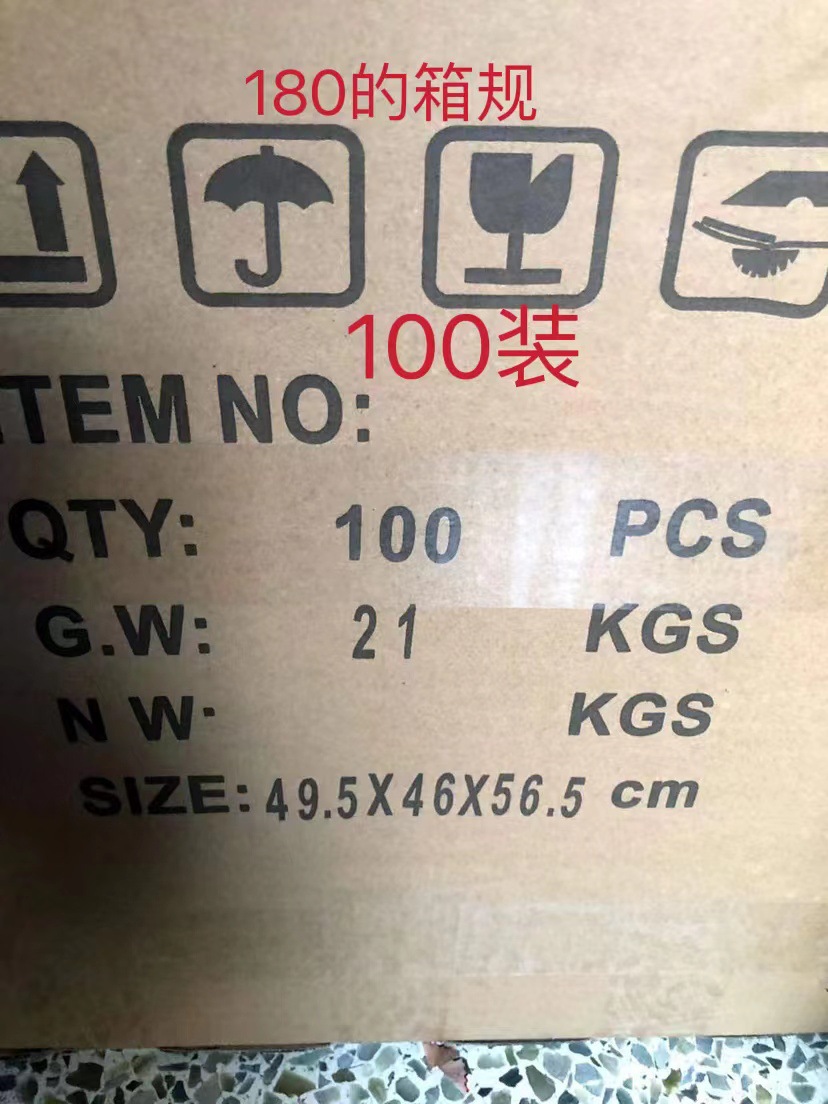 180的箱规
100装
ITEM NO:
QTY: 100 PCS
G.W: 21 KGS
N W: KGS
SIZE: 49.5X46X56.5 cm